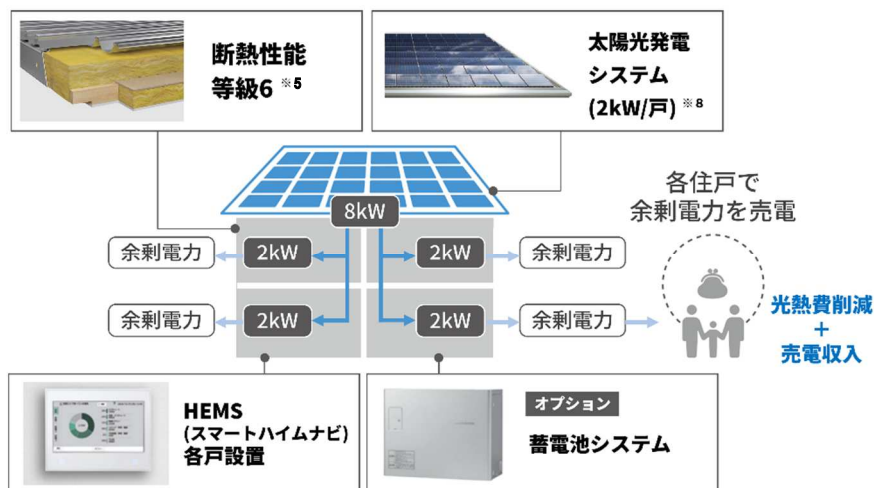 断熱性能
等級6 ※5
太陽光発電
システム
(2kW/戸) ※8
8kW
各住戸で
余剰電力を売電
余剰電力
2kW
2kW
余剰電力
余剰電力
2kW
2kW
余剰電力
光熱費削減
+
売電収入
HEMS
(スマートハイムナビ)
各戸設置
オプション
蓄電池システム